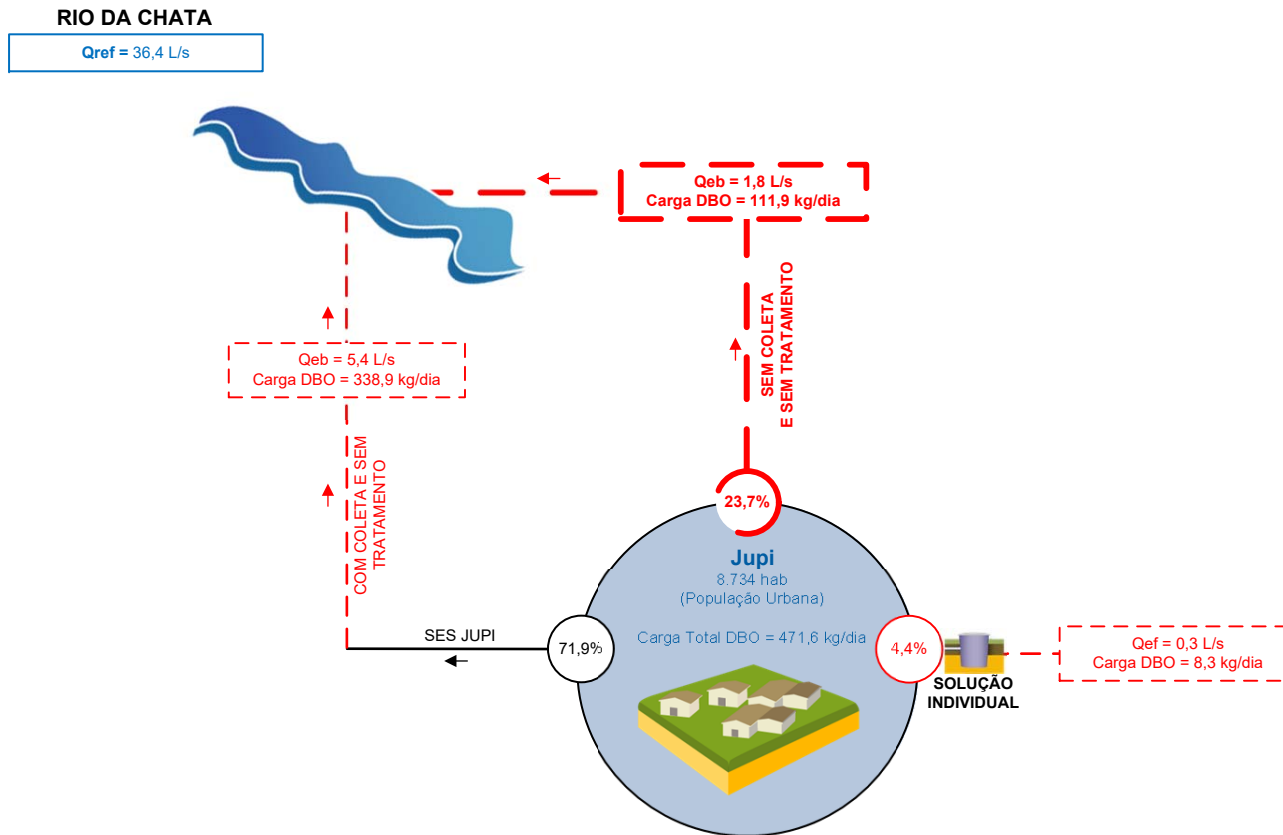 RIO DA CHATA
Qref = 36,4 L/s
Qeb = 1,8 L/s
Carga DBO = 111,9 kg/dia
SEM COLETA
E SEM TRATAMENTO
Qeb = 5,4 L/s
Carga DBO = 338,9 kg/dia
COM COLETA E SEM
TRATAMENTO
23,7%
Jupi
8.734 hab
(População Urbana)
Carga Total DBO = 471,6 kg/dia
SES JUPI
71,9%
4,4%
SOLUÇÃO
INDIVIDUAL
Qef = 0,3 L/s
Carga DBO = 8,3 kg/dia